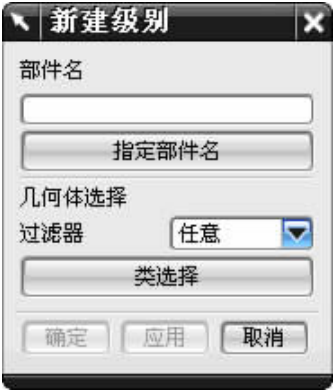 新建级别
部件名
指定部件名
几何体选择
过滤器 任意
类选择
确定 应用 取消